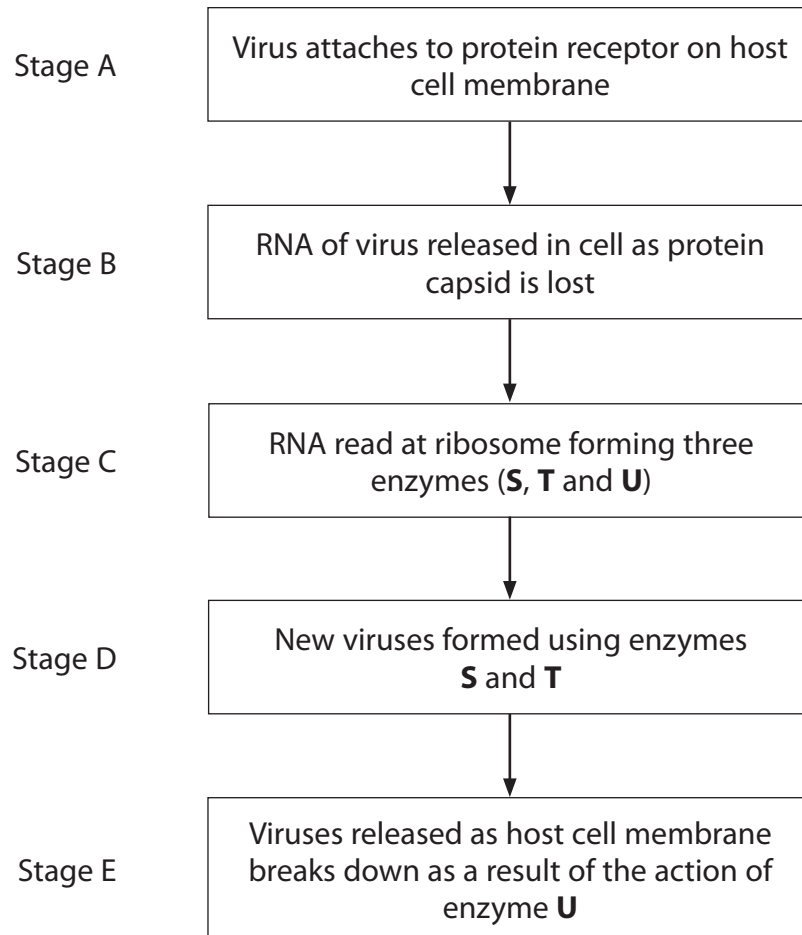 Stage A
Virus attaches to protein receptor on host
cell membrane
Stage B
RNA of virus released in cell as protein
capsid is lost
Stage C
RNA read at ribosome forming three
enzymes (S, T and U)
Stage D
New viruses formed using enzymes
S and T
Stage E
Viruses released as host cell membrane
breaks down as a result of the action of
enzyme U